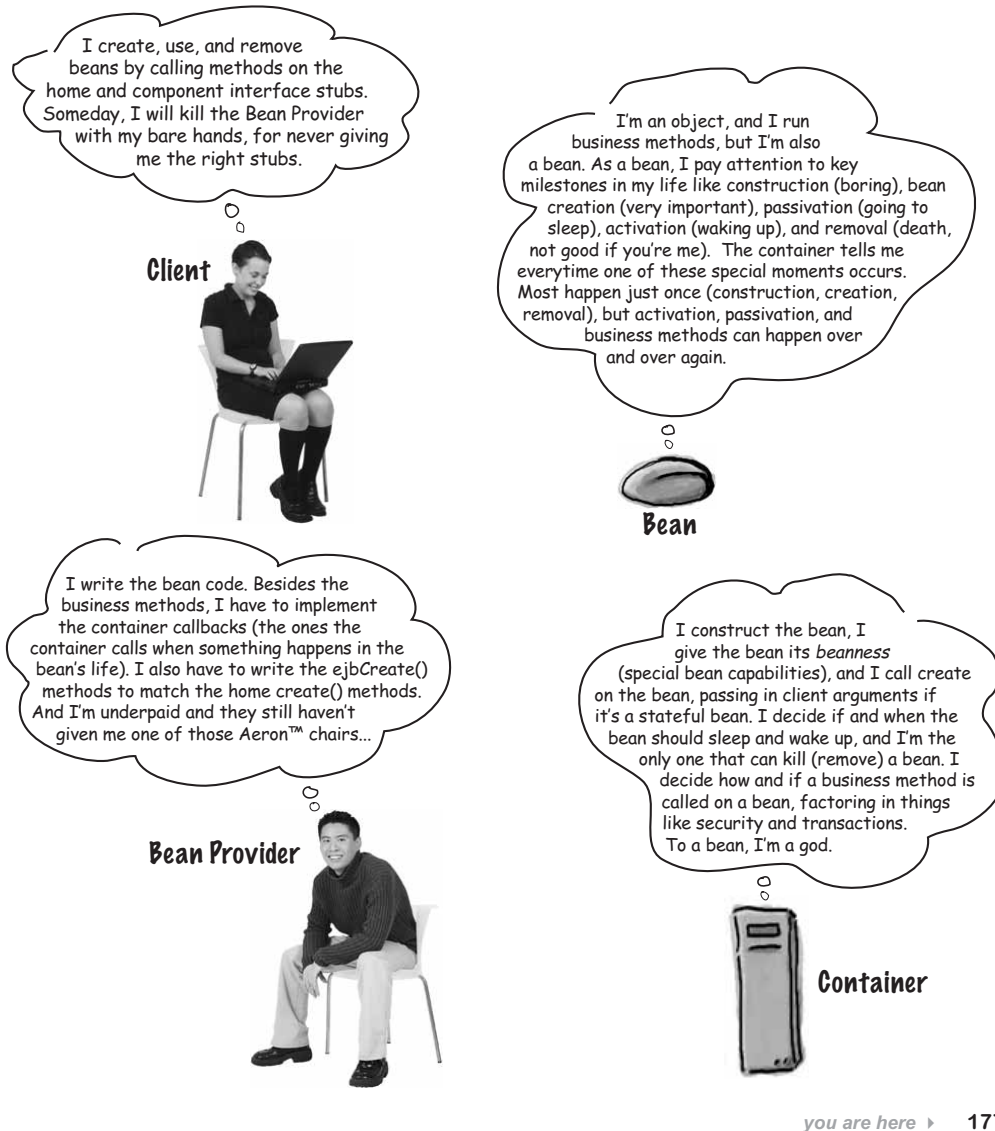 I create, use, and remove
beans by calling methods on the
home and component interface stubs.
Someday, I will kill the Bean Provider
with my bare hands, for never giving
me the right stubs.
Client
I'm an object, and I run
business methods, but I'm also
a bean. As a bean, I pay attention to key
milestones in my life like construction (boring), bean
creation (very important), passivation (going to
sleep), activation (waking up), and removal (death,
not good if you're me). The container tells me
everytime one of these special moments occurs.
Most happen just once (construction, creation,
removal), but activation, passivation, and
business methods can happen over
and over again.
Bean
I write the bean code. Besides the
business methods, I have to implement
the container callbacks (the ones the
container calls when something happens in the
bean's life). I also have to write the ejbCreate()
methods to match the home create() methods.
And I'm underpaid and they still haven't
given me one of those Aeron™ chairs...
Bean Provider
I construct the bean, I
give the bean its beanness
(special bean capabilities), and I call create
on the bean, passing in client arguments if
it's a stateful bean. I decide if and when the
bean should sleep and wake up, and I'm the
only one that can kill (remove) a bean. I
decide how and if a business method is
called on a bean, factoring in things
like security and transactions.
To a bean, I'm a god.
Container
you are here ▸